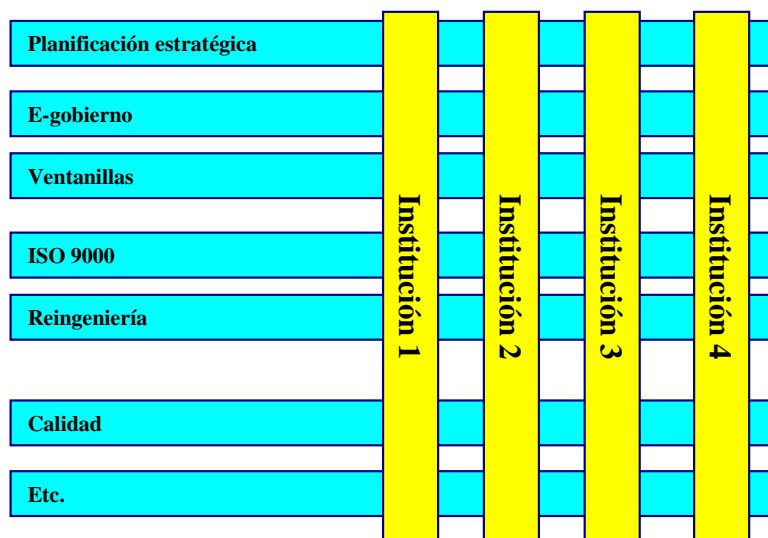 Planificación estratégica
E-gobierno
Ventanillas
ISO 9000
Reingeniería
Calidad
Etc.
Institución 1
Institución 2
Institución 3
Institución 4